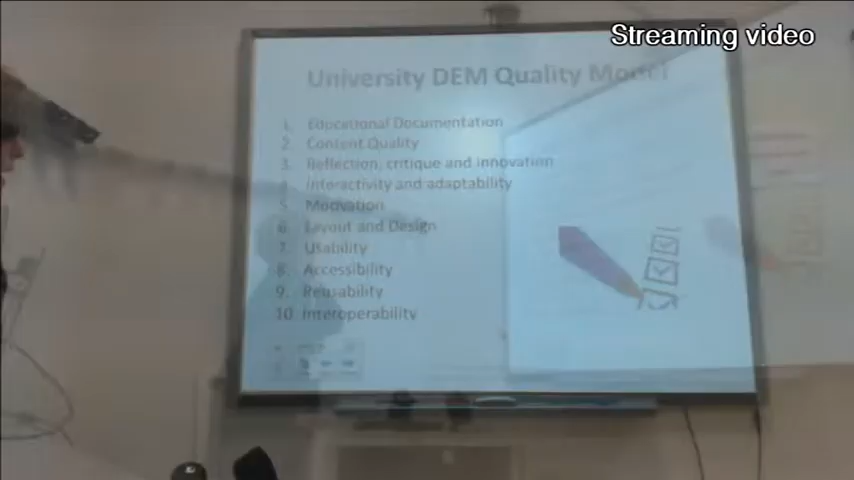 Streaming video
University DEM Quality Model
1. Educational Documentation
2. Content Quality
3. Reflection, critique and innovation
4. Interactivity and adaptability
5. Motivation
6. Layout and Design
7. Usability
8. Accessibility
9. Reusability
10. Interoperability